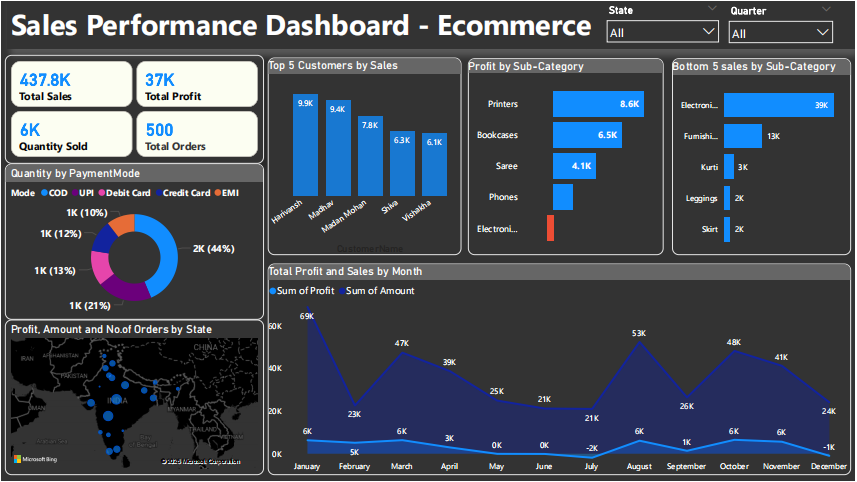 Sales Performance Dashboard - Ecommerce
State
All
Quarter
All
437.8K
Total Sales
37K
Total Profit
6K
Quantity Sold
500
Total Orders
Quantity by PaymentMode
Mode COD UPI Debit Card Credit Card EMI
1K (10%)
1K (12%)
1K (13%)
1K (21%)
2K (44%)
Profit, Amount and No.of Orders by State
IRAN
AFGHANISTAN
CHINA
PAKISTAN
OMAN
INDIA
MYANMAR
THAILAND
VIETNAM
Bay
of Bengal
Microsoft Bing
Microsoft Corporation
Top 5 Customers by Sales
9.9K
9.4K
7.8K
6.3K
6.1K
Harivansh
Madhav
Madan Mohan
Shiva
Vishakha
CustomerName
Profit by Sub-Category
Printers 8.6K
Bookcases 6.5K
Saree 4.1K
Phones
Electroni...
Bottom 5 sales by Sub-Category
Electroni... 39K
Furnishi... 13K
Kurti 3K
Leggings 2K
Skirt 2K
Total Profit and Sales by Month
Sum of Profit Sum of Amount
60K
40K
20K
0K
69K
23K
47K
39K
25K
21K
21K
53K
26K
48K
41K
24K
6K
5K
6K
3K
0K
0K
-2K
6K
1K
6K
6K
-1K
January
February
March
April
May
June
July
August
September
October
November
December